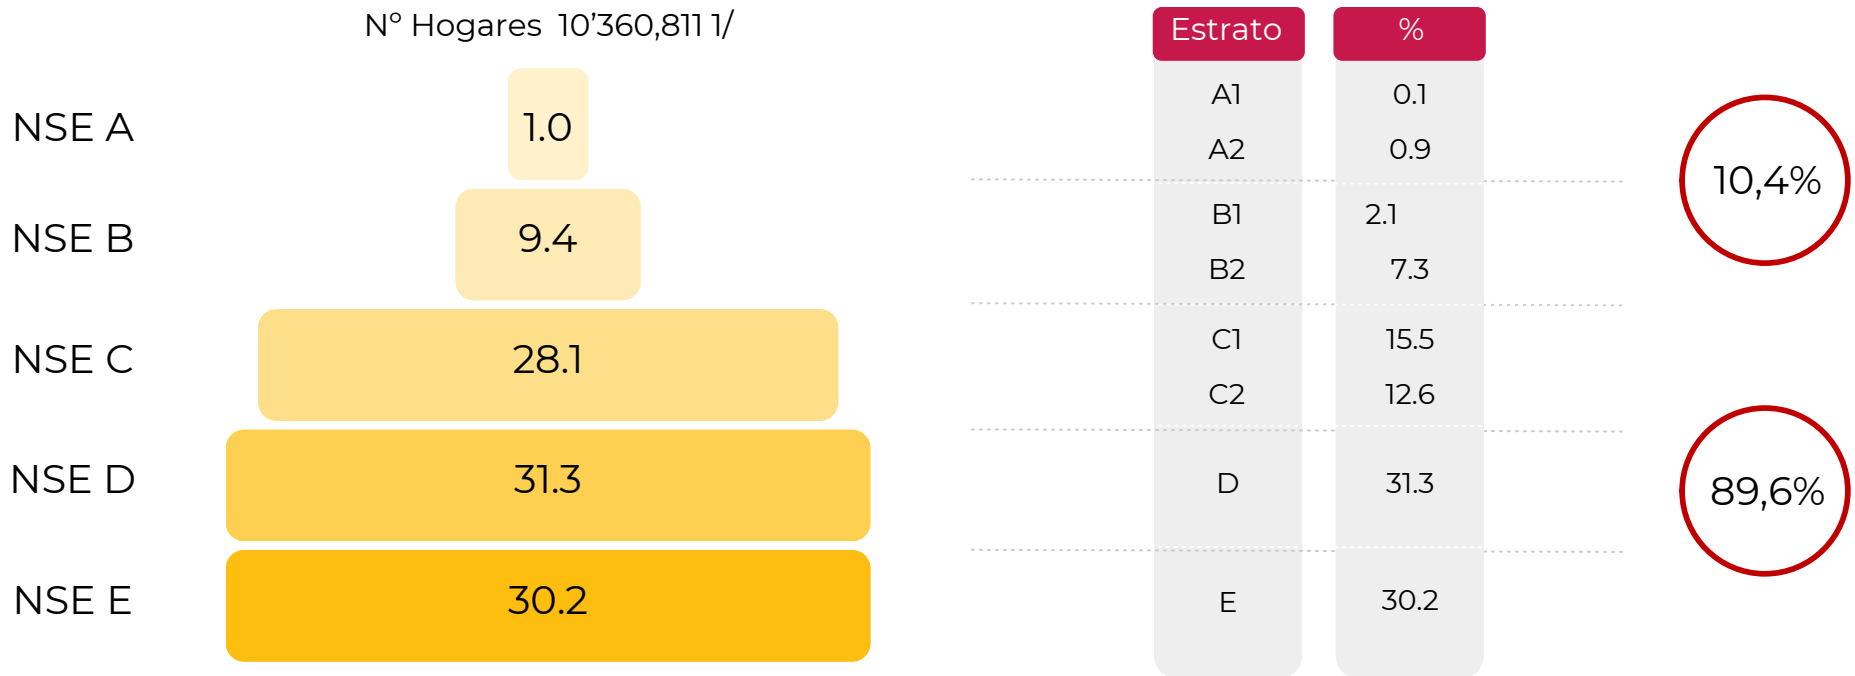 Nº Hogares 10’360,811 1/
NSE A
1.0
NSE B
9.4
NSE C
28.1
NSE D
31.3
NSE E
30.2
Estrato %
A1 0.1
A2 0.9
B1 2.1
B2 7.3
C1 15.5
C2 12.6
D 31.3
E 30.2
10,4%
89,6%